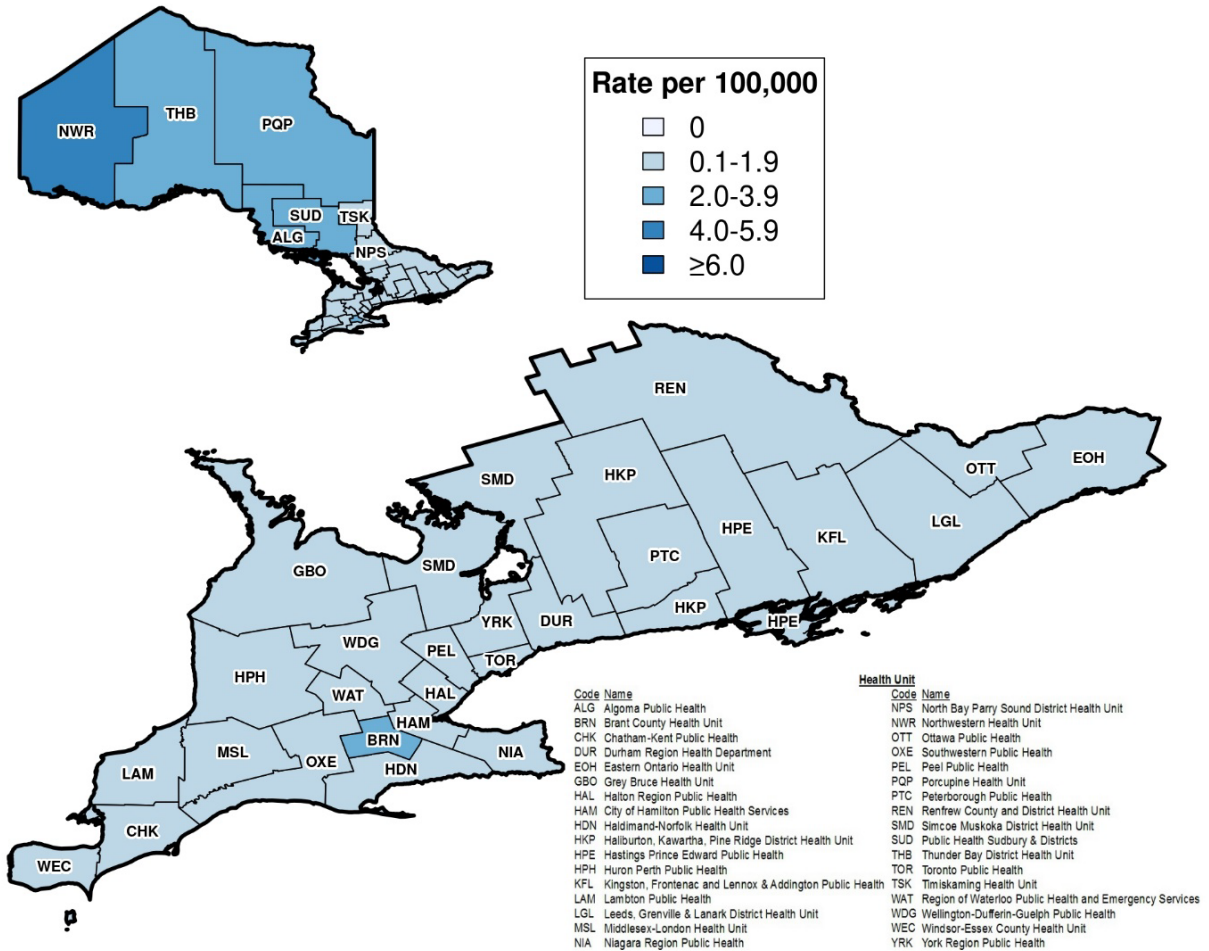 Rate per 100,000
0
0.1-1.9
2.0-3.9
4.0-5.9
≥6.0
NWR
THB
PQP
SUD
TSK
ALG
NPS
REN
SMD
HKP
OTT
EOH
HPE
LGL
KFL
PTC
GBO
SMD
HKP
HPE
YRK
DUR
WDG
PEL
TOR
HPH
WAT
HAL
HAM
BRN
NIA
MSL
OXE
HDN
LAM
CHK
WEC
Health Unit
Code Name
ALG Algoma Public Health
BRN Brant County Health Unit
CHK Chatham-Kent Public Health
DUR Durham Region Health Department
EOH Eastern Ontario Health Unit
GBO Grey Bruce Health Unit
HAL Halton Region Public Health
HAM City of Hamilton Public Health Services
HDN Haldimand-Norfolk Health Unit
HKP Haliburton, Kawartha, Pine Ridge District Health Unit
HPE Hastings Prince Edward Public Health
HPH Huron Perth Public Health
KFL Kingston, Frontenac and Lennox & Addington Public Health
LAM Lambton Public Health
LGL Leeds, Grenville & Lanark District Health Unit
MSL Middlesex-London Health Unit
NIA Niagara Region Public Health
Code Name
NPS North Bay Parry Sound District Health Unit
NWR Northwestern Health Unit
OTT Ottawa Public Health
OXE Southwestern Public Health
PEL Peel Public Health
PQP Porcupine Health Unit
PTC Peterborough Public Health
REN Renfrew County and District Health Unit
SMD Simcoe Muskoka District Health Unit
SUD Public Health Sudbury & Districts
THB Thunder Bay District Health Unit
TOR Toronto Public Health
TSK Timiskaming Health Unit
WAT Region of Waterloo Public Health and Emergency Services
WDG Wellington-Dufferin-Guelph Public Health
WEC Windsor-Essex County Health Unit
YRK York Region Public Health